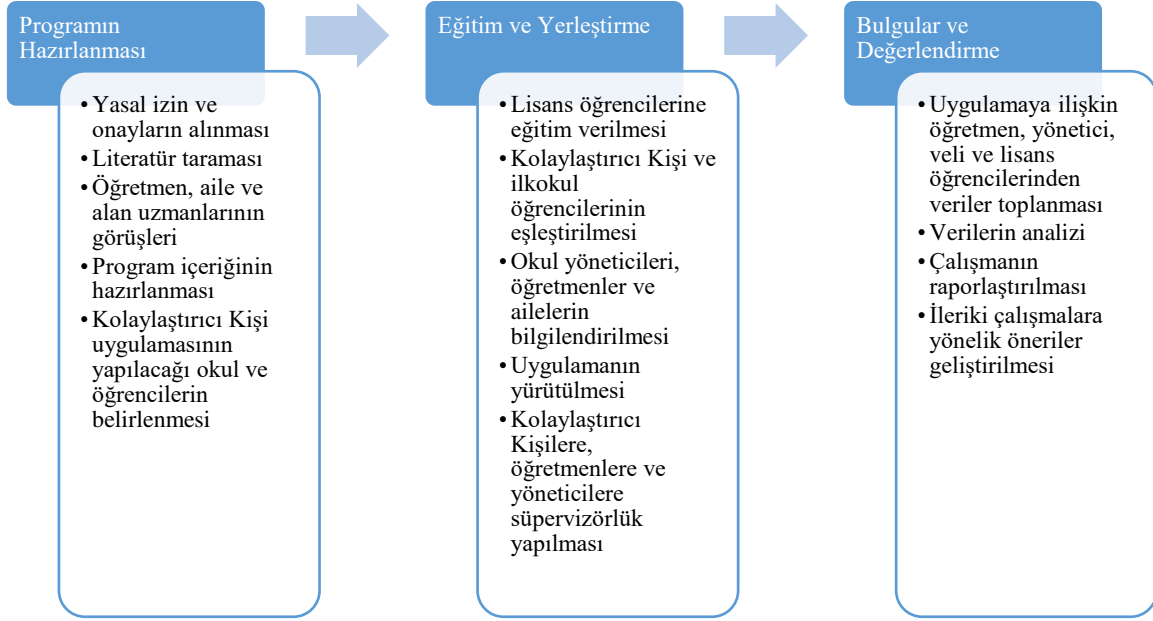 Programın
Hazırlanması
• Yasal izin ve
onayların alınması
• Literatür taraması
• Öğretmen, aile ve
alan uzmanlarının
görüşleri
• Program içeriğinin
hazırlanması
• Kolaylaştırıcı Kişi
uygulamasının
yapılacağı okul ve
öğrencilerin
belirlenmesi
Eğitim ve Yerleştirme
• Lisans öğrencilerine
eğitim verilmesi
• Kolaylaştırıcı Kişi ve
ilkokul
öğrencilerinin
eşleştirilmesi
• Okul yöneticileri,
öğretmenler ve
ailelerin
bilgilendirilmesi
• Uygulamanın
yürütülmesi
• Kolaylaştırıcı
Kişilere,
öğretmenlere ve
yöneticilere
süpervizörlük
yapılması
Bulgular ve
Değerlendirme
• Uygulamaya ilişkin
öğretmen, yönetici,
veli ve lisans
öğrencilerinden
veriler toplanması
• Verilerin analizi
• Çalışmanın
raporlaştırılması
• İleriki çalışmalara
yönelik öneriler
geliştirilmesi